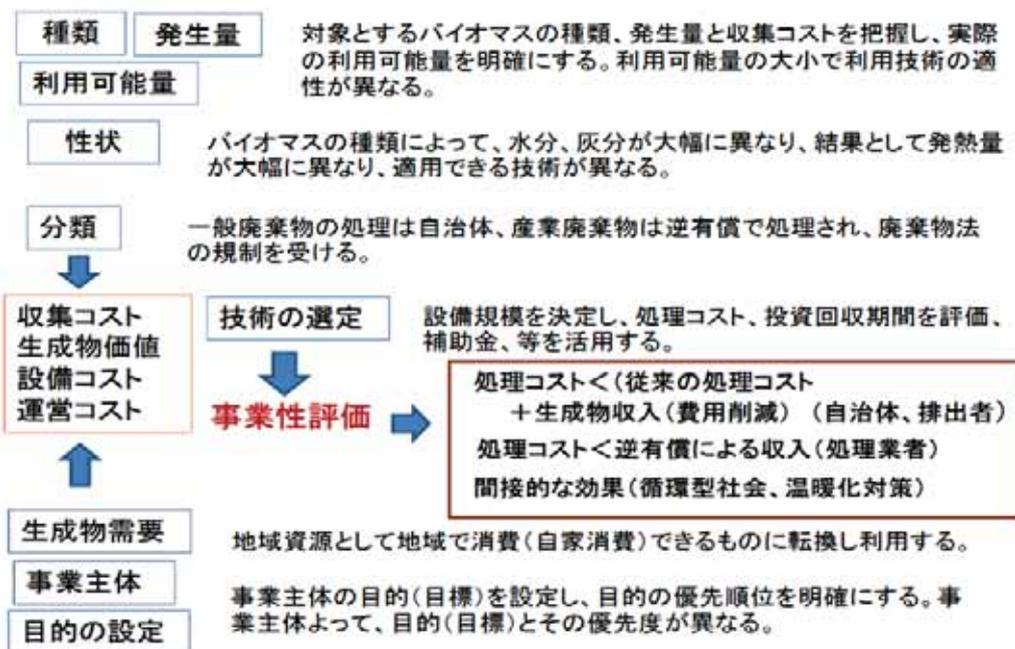 種類
発生量
利用可能量
対象とするバイオマスの種類、発生量と収集コストを把握し、実際
の利用可能量を明確にする。利用可能量の大小で利用技術の適
性が異なる。
性状
バイオマスの種類によって、水分、灰分が大幅に異なり、結果として発熱量
が大幅に異なり、適用できる技術が異なる。
分類
一般廃棄物の処理は自治体、産業廃棄物は逆有償で処理され、廃棄物法
の規制を受ける。
収集コスト
生成物価値
設備コスト
運営コスト
技術の選定
設備規模を決定し、処理コスト、投資回収期間を評価、
補助金、等を活用する。
事業性評価
処理コスト<(従来の処理コスト
+生成物収入(費用削減) (自治体、排出者)
処理コスト<逆有償による収入(処理業者)
間接的な効果(循環型社会、温暖化対策)
生成物需要
地域資源として地域で消費(自家消費)できるものに転換し利用する。
事業主体
目的の設定
事業主体の目的(目標)を設定し、目的の優先順位を明確にする。事
業主体よって、目的(目標)とその優先度が異なる。